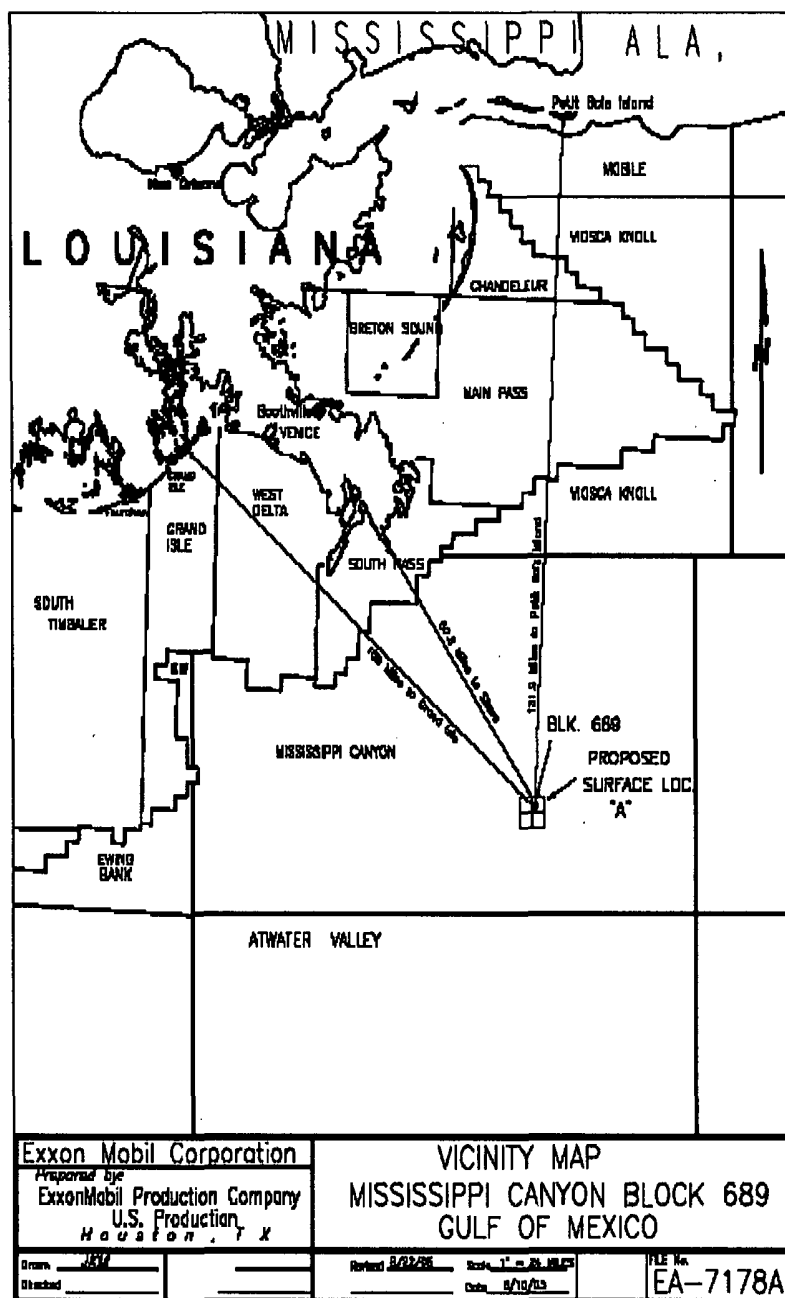 MISSISSIPPI ALA,
Petit Bois Island
MOBILE
New Orleans
VIOSCA KNOLL
LOUISIANA
CHANDELEUR
BRETON SOUND
MAIN PASS
Boothville
VENICE
WEST
DELTA
VIOSCA KNOLL
GRAND
ISLE
Fourchon
GRAND
ISLE
SOUTH PASS
SOUTH
TIMBALIER
Miles to Shore
Miles to Grand Isle
Miles to Petit Bois Island
N
BLK. 689
MISSISSIPPI CANYON
PROPOSED
SURFACE LOC.
"A"
EWING
BANK
ATWATER VALLEY
Exxon Mobil Corporation
Prepared by:
ExxonMobil Production Company
U.S. Production
Houston, TX
VICINITY MAP
MISSISSIPPI CANYON BLOCK 689
GULF OF MEXICO
Drawn
Checked
Revised
Scale 1" = 24 MILES
Date
FILE No.
EA-7178A